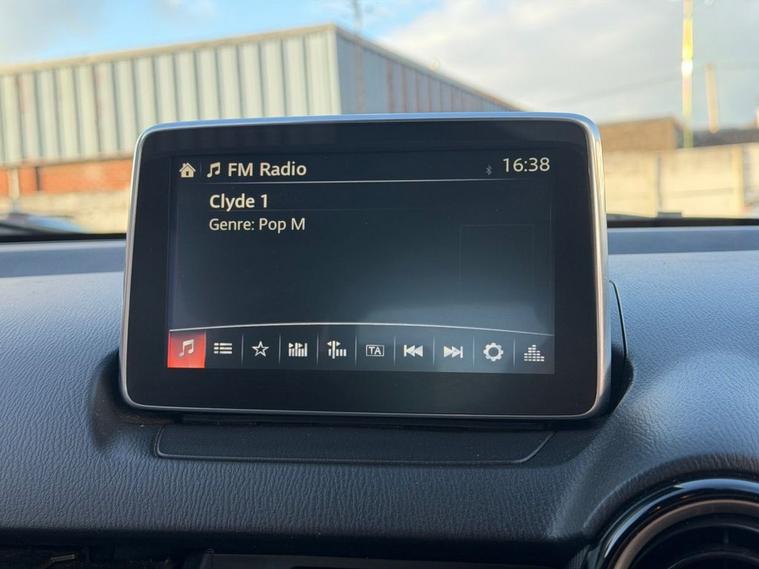 FM Radio
16:38
Clyde 1
Genre: Pop M
TA